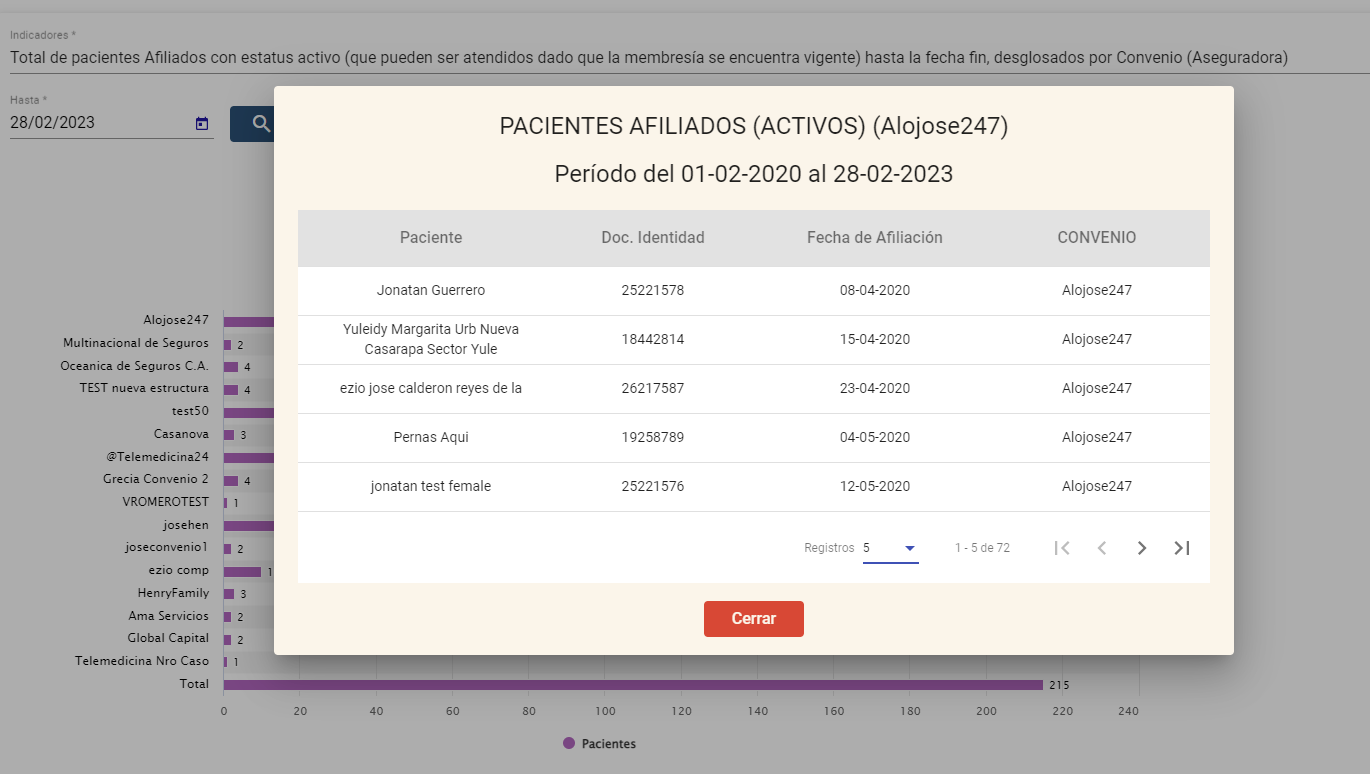 Indicadores *
Total de pacientes Afiliados con estatus activo (que pueden ser atendidos dado que la membresía se encuentra vigente) hasta la fecha fin, desglosados por Convenio (Aseguradora)
Hasta *
28/02/2023
PACIENTES AFILIADOS (ACTIVOS) (Alojose247)
Período del 01-02-2020 al 28-02-2023
Paciente Doc. Identidad Fecha de Afiliación CONVENIO
Jonatan Guerrero 25221578 08-04-2020 Alojose247
Yuleidy Margarita Urb Nueva
Casarapa Sector Yule 18442814 15-04-2020 Alojose247
ezio jose calderon reyes de la 26217587 23-04-2020 Alojose247
Pernas Aqui 19258789 04-05-2020 Alojose247
jonatan test female 25221576 12-05-2020 Alojose247
Registros 5 1 - 5 de 72
Cerrar
Alojose247
Multinacional de Seguros 2
Oceanica de Seguros C.A. 4
TEST nueva estructura 4
test50
Casanova 3
@Telemedicina24
Grecia Convenio 2 4
VROMEROTEST 1
josehen
joseconvenio1 2
ezio comp
HenryFamily 3
Ama Servicios 2
Global Capital 2
Telemedicina Nro Caso 1
Total 215
0 20 40 60 80 100 120 140 160 180 200 220 240
Pacientes